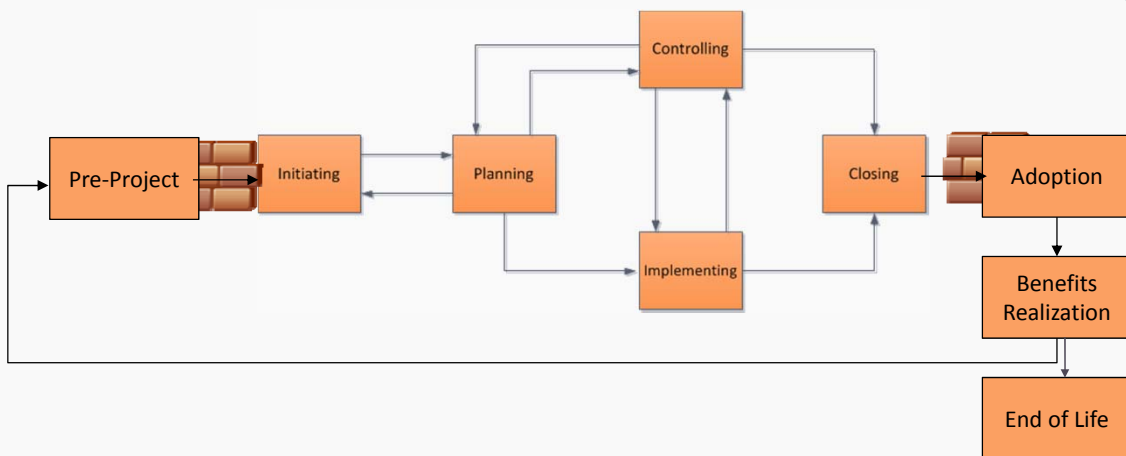 Controlling
Pre-Project
Initiating
Planning
Closing
Adoption
Implementing
Benefits
Realization
End of Life